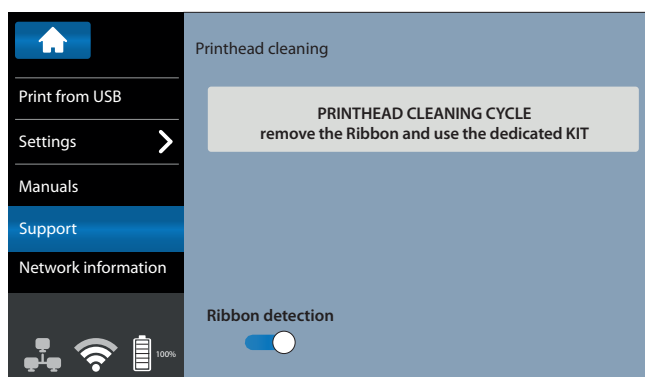 Printhead cleaning
Print from USB
Settings
Manuals
Support
Network information
100%
PRINTHEAD CLEANING CYCLE
remove the Ribbon and use the dedicated KIT
Ribbon detection